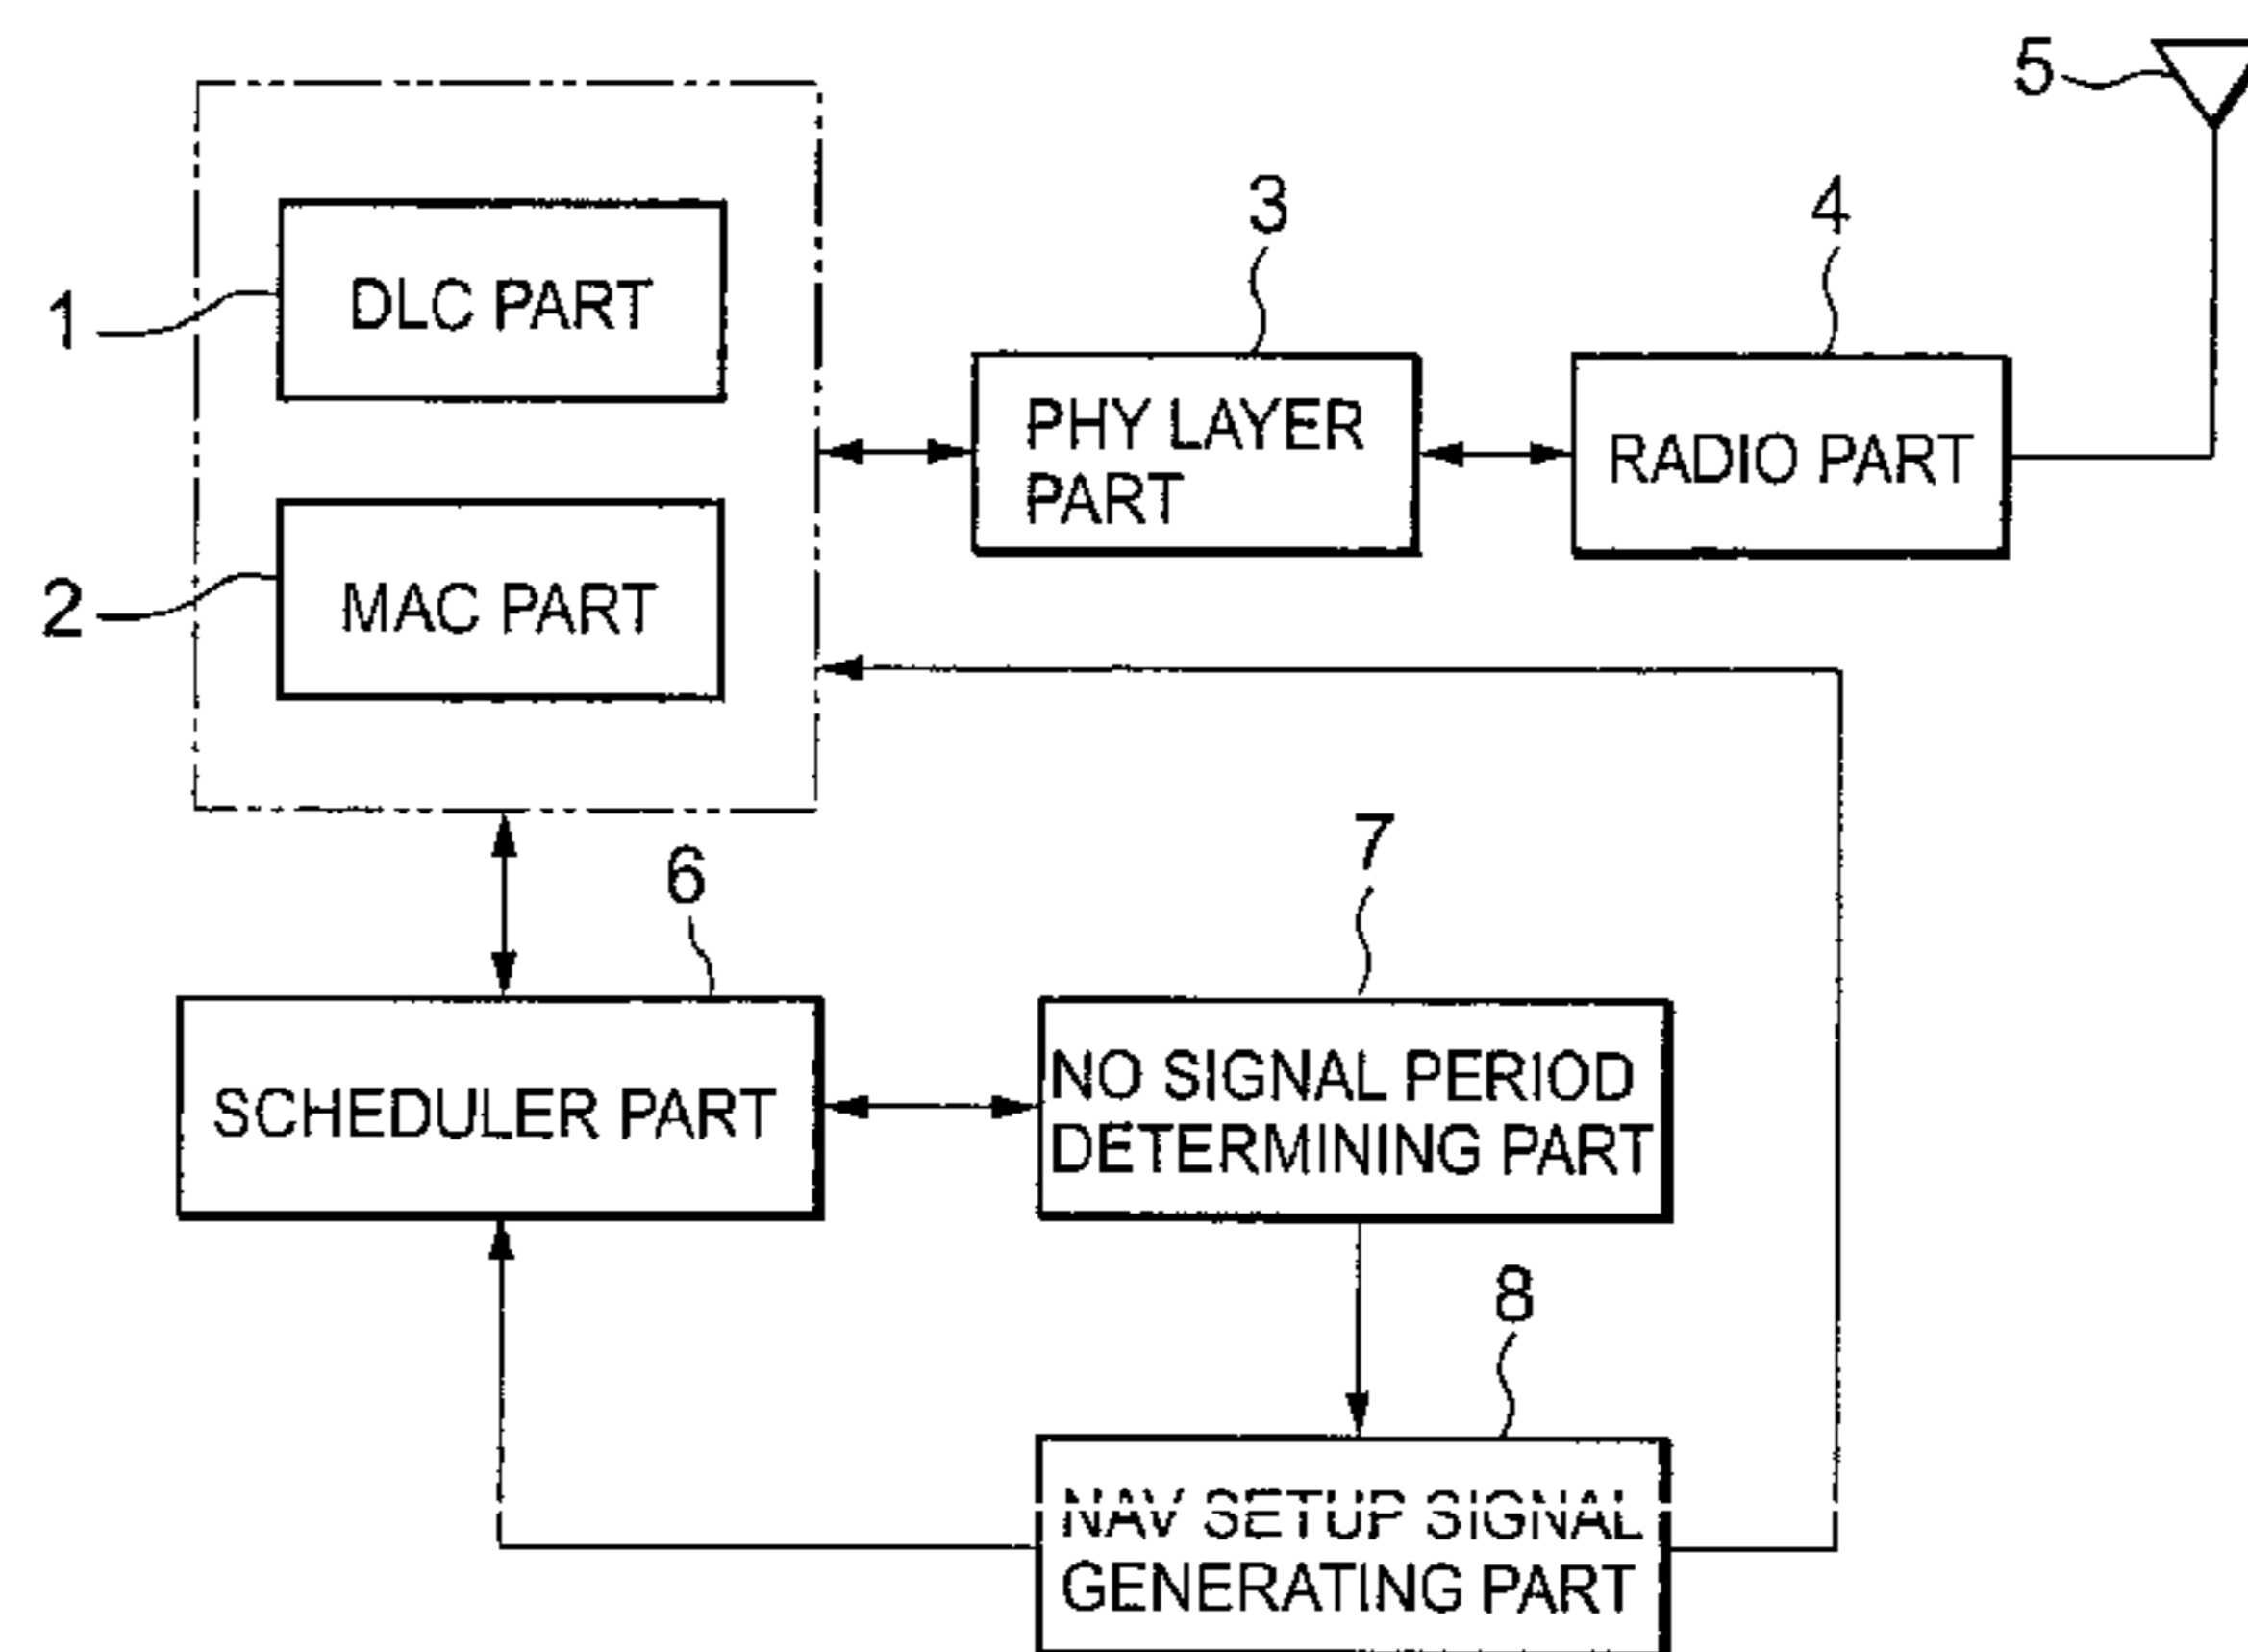 5
3
4
1
DLC PART
PHY LAYER
PART
RADIO PART
2
MAC PART
7
6
NO SIGNAL PERIOD
DETERMINING PART
SCHEDULER PART
8
NAV SETUP SIGNAL
GENERATING PART